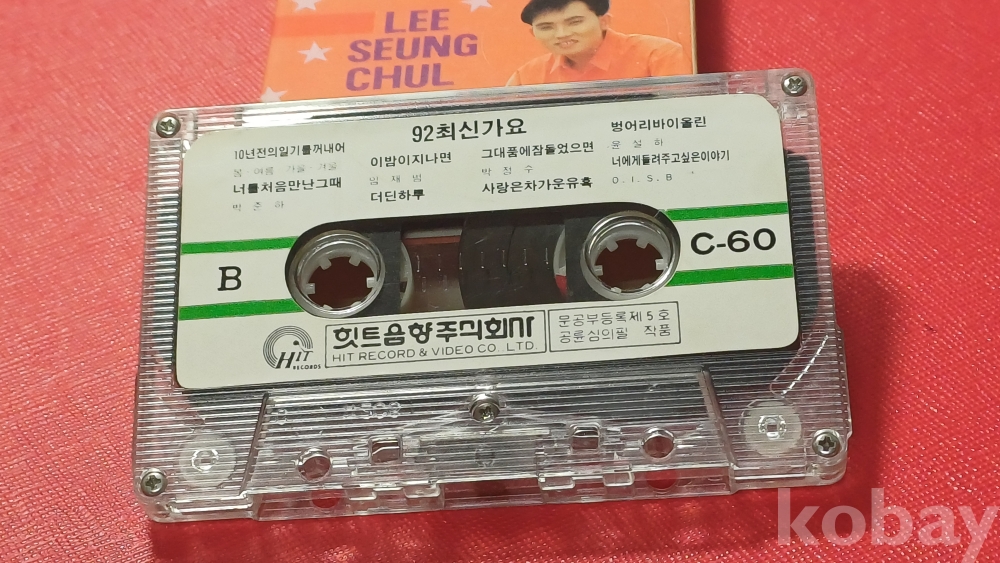 LEE
SEUNG
CHUL
92최신가요
10년전의일기를꺼내어
봄·여름·가을·겨울
너를처음만난그때
박 준 하
이밤이지나면
임 재 범
더딘하루
그대품에잠들었으면
박 정 수
사랑은차가운유혹
벙어리바이올린
윤 설 하
너에게들려주고싶은이야기
O. 1. 5. B
B
C-60
HIT
RECORDS
힛트음향주식회사
HIT RECORD & VIDEO CO. LTD.
문공부등록제5호
공륜심의필 작품
kobay